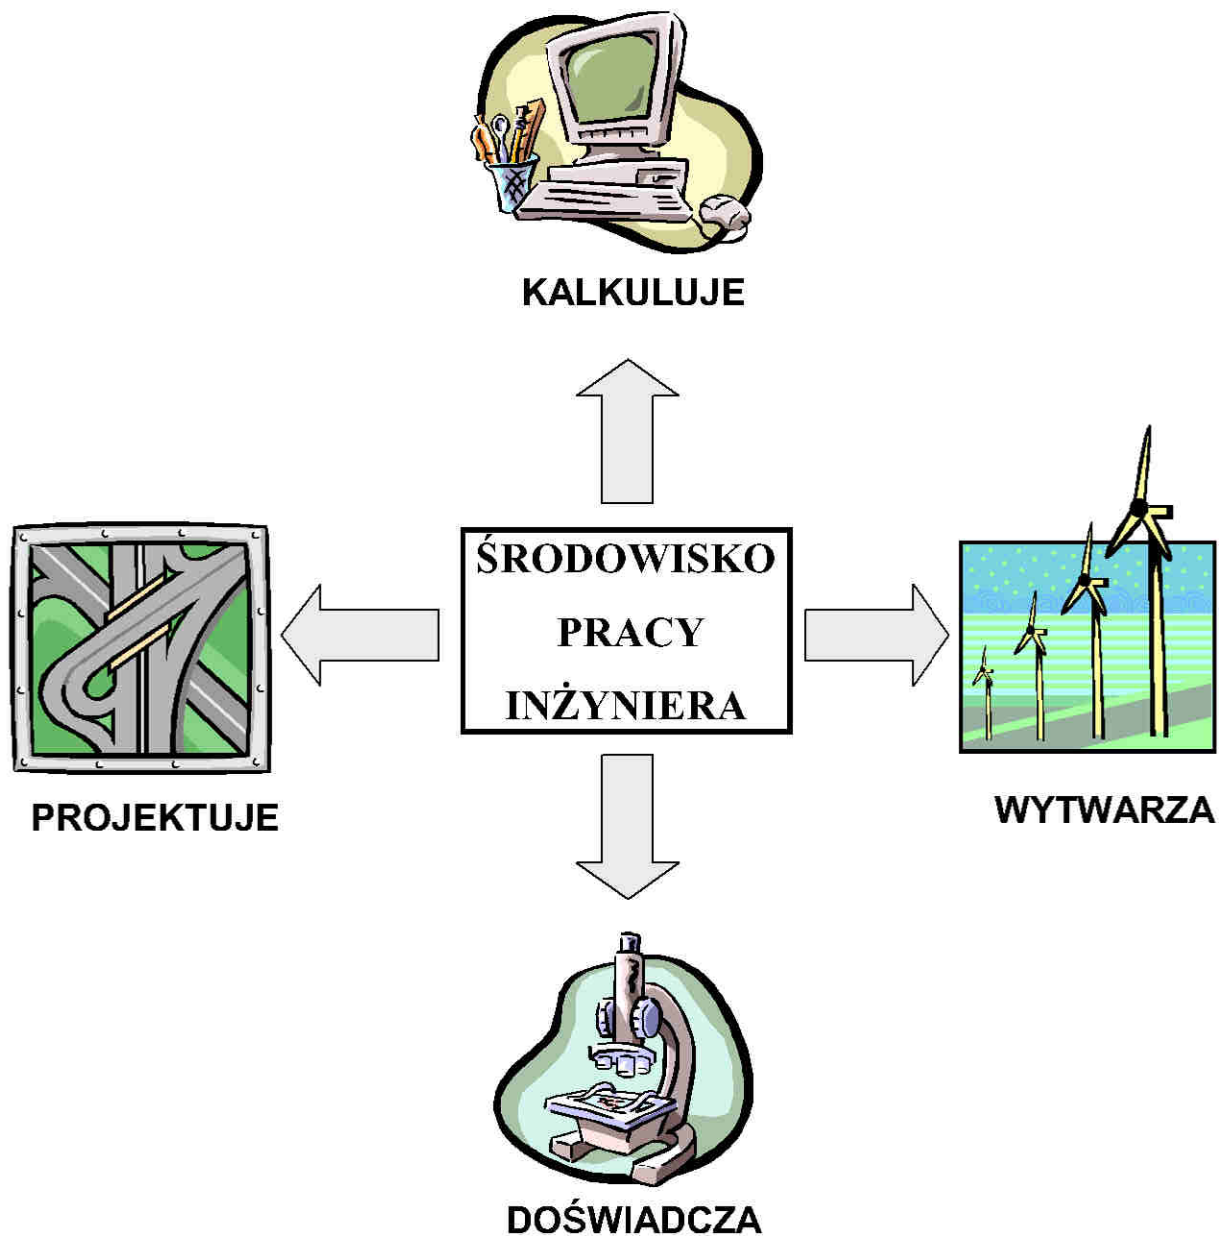 KALKULUJE
ŚRODOWISKO
PRACY
INŻYNIERA
PROJEKTUJE
WYTWARZA
DOŚWIADCZA